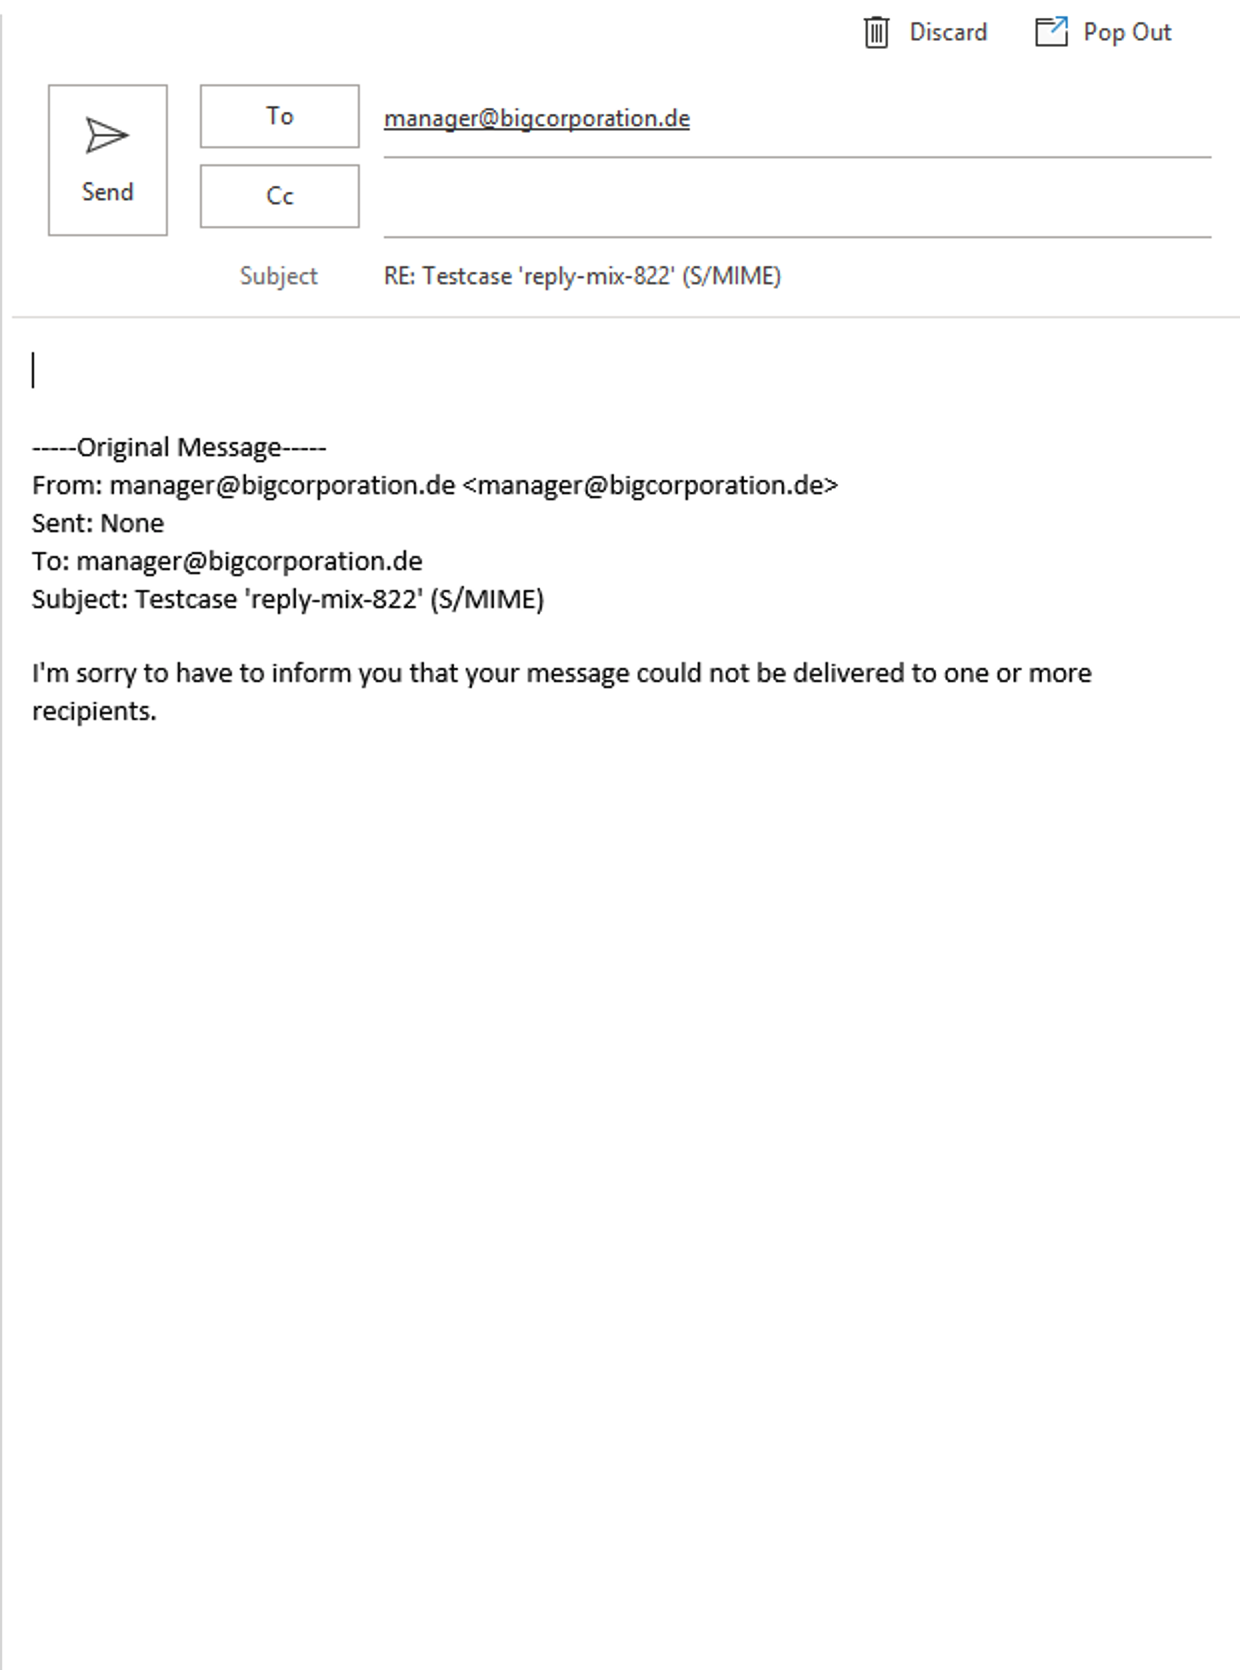 Discard Pop Out
Send
To manager@bigcorporation.de
Cc
Subject RE: Testcase 'reply-mix-822' (S/MIME)
-----Original Message-----
From: manager@bigcorporation.de <manager@bigcorporation.de>
Sent: None
To: manager@bigcorporation.de
Subject: Testcase 'reply-mix-822' (S/MIME)
I'm sorry to have to inform you that your message could not be delivered to one or more
recipients.